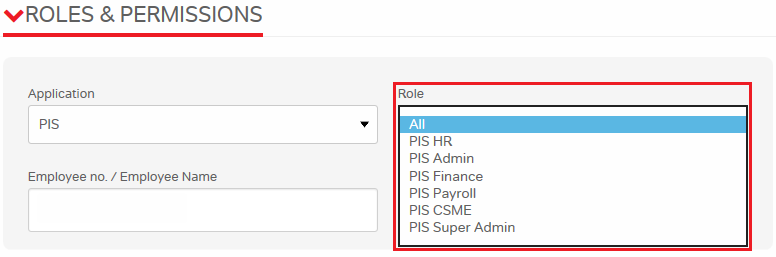 ROLES & PERMISSIONS
Application
PIS
Employee no. / Employee Name
Role
All
PIS HR
PIS Admin
PIS Finance
PIS Payroll
PIS CSME
PIS Super Admin